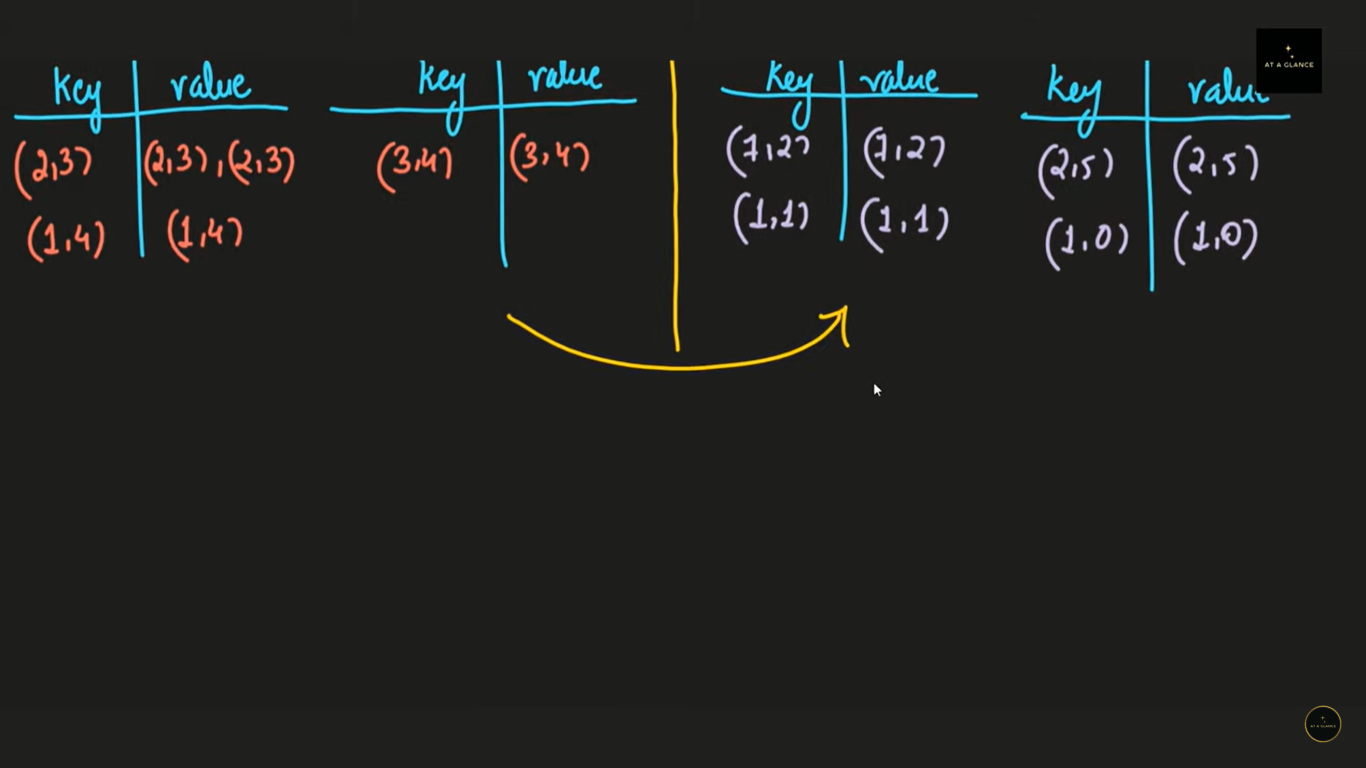 key value
(2,3) (2,3),(2,3)
(1,4) (1,4)
key value
(3,4) (3,4)
key value
(7,2) (7,2)
(1,1) (1,1)
key value
(2,5) (2,5)
(1,0) (1,0)
AT A GLANCE
AT A GLANCE